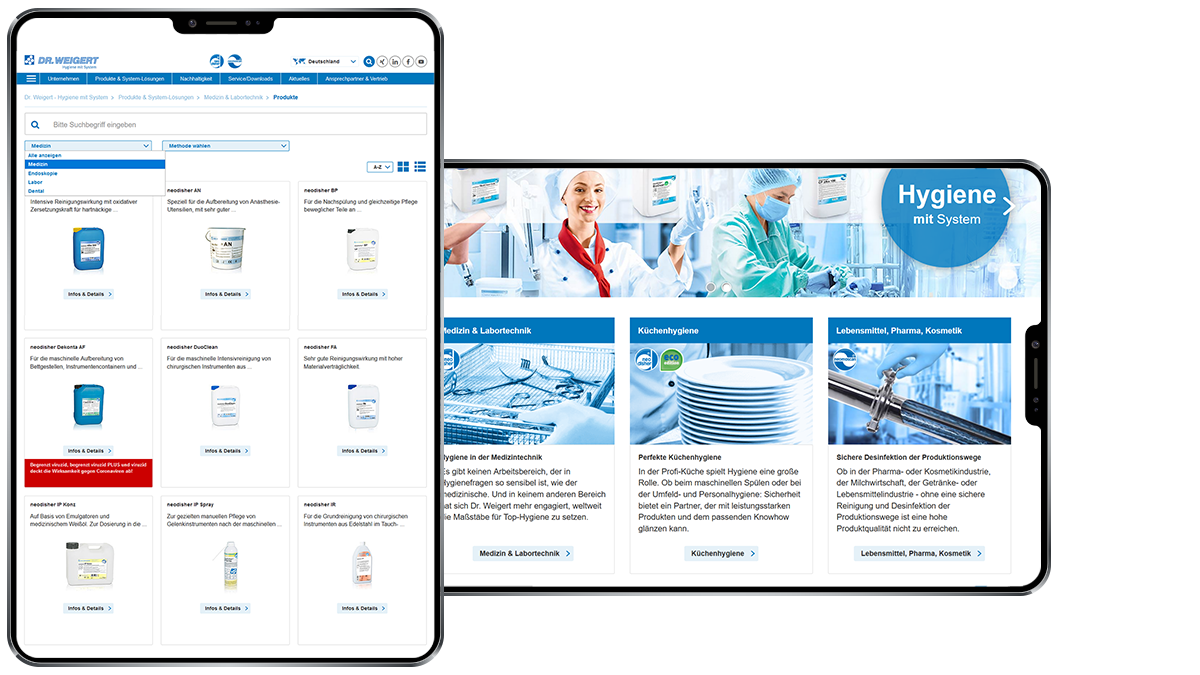 DR.WEIGERT
Hygiene mit System
Deutschland
Unternehmen
Produkte & System-Lösungen
Nachhaltigkeit
Service/Downloads
Aktuelles
Ansprechpartner & Vertrieb
Dr. Weigert - Hygiene mit System > Produkte & System-Lösungen > Medizin & Labortechnik > Produkte
Bitte Suchbegriff eingeben
Medizin
Methode wählen
Alle anzeigen
Medizin
Endoskopie
Labor
Dental
A-Z
Intensive Reinigungswirkung mit oxidativer
Zersetzungskraft für hartnäckige ...
Infos & Details
neodisher AN
Speziell für die Aufbereitung von Anästhesie-
Utensilien, mit sehr guter ...
AN
Infos & Details
neodisher BP
Für die Nachspülung und gleichzeitige Pflege
beweglicher Teile an ...
Infos & Details
neodisher Dekonta AF
Für die maschinelle Aufbereitung von
Bettgestellen, Instrumentencontainern und ...
Infos & Details
Begrenzt viruzid, begrenzt viruzid PLUS und viruzid
deckt die Wirksamkeit gegen Coronaviren ab!
neodisher DuoClean
Für die maschinelle Intensivreinigung von
chirurgischen Instrumenten aus ...
Infos & Details
neodisher FA
Sehr gute Reinigungswirkung mit hoher
Materialverträglichkeit
Infos & Details
neodisher IP Konz
Auf Basis von Emulgatoren und
medizinischem Weißöl. Zur Dosierung in die ...
Infos & Details
neodisher IP Spray
Zur gezielten manuellen Pflege von
Gelenkinstrumenten nach der maschinellen ...
Infos & Details
neodisher IR
Für die Grundreinigung von chirurgischen
Instrumenten aus Edelstahl im Tauch- ...
Infos & Details
Hygiene
mit System
edizin & Labortechnik
neo
disher
ygiene in der Medizintechnik
Es gibt keinen Arbeitsbereich, der in
Hygienefragen so sensibel ist, wie der
medizinische. Und in keinem anderen Bereich
hat sich Dr. Weigert mehr engagiert, weltweit
die Maßstäbe für Top-Hygiene zu setzen.
Medizin & Labortechnik
Küchenhygiene
neo
disher
eco
Perfekte Küchenhygiene
In der Profi-Küche spielt Hygiene eine große
Rolle. Ob beim maschinellen Spülen oder bei
der Umfeld- und Personalhygiene: Sicherheit
bietet ein Partner, der mit leistungsstarken
Produkten und dem passenden Knowhow
glänzen kann.
Küchenhygiene
Lebensmittel, Pharma, Kosmetik
neomoscan
Sichere Desinfektion der Produktionswege
Ob in der Pharma- oder Kosmetikindustrie,
der Milchwirtschaft, der Getränke- oder
Lebensmittelindustrie - ohne eine sichere
Reinigung und Desinfektion der
Produktionswege ist eine hohe
Produktqualität nicht zu erreichen.
Lebensmittel, Pharma, Kosmetik